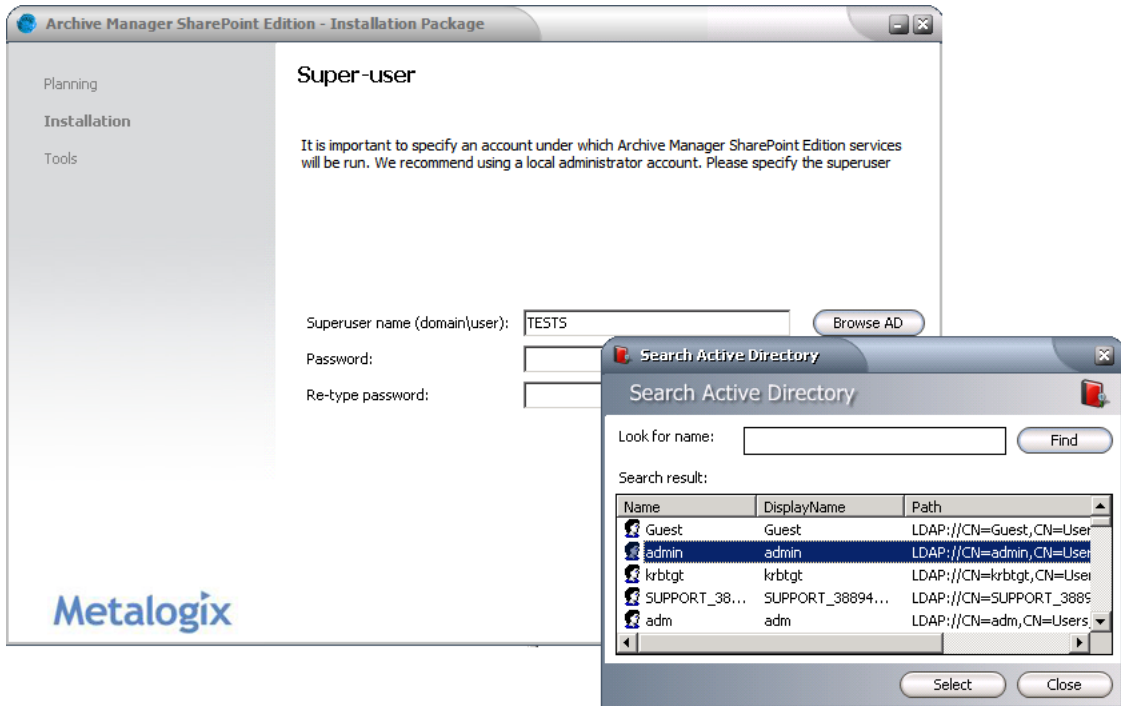 Archive Manager SharePoint Edition - Installation Package
Planning
Installation
Tools
Super-user
It is important to specify an account under which Archive Manager SharePoint Edition services
will be run. We recommend using a local administrator account. Please specify the superuser
Superuser name (domain\user): TESTS Browse AD
Password:
Re-type password:
Metalogix
Search Active Directory
Search Active Directory
Look for name: Find
Search result:
Name DisplayName Path
Guest Guest LDAP://CN=Guest,CN=User
admin admin LDAP://CN=admin,CN=User
krbtgt krbtgt LDAP://CN=krbtgt,CN=User
SUPPORT_38... SUPPORT_38894... LDAP://CN=SUPPORT_3889
adm adm LDAP://CN=adm,CN=Users,
Select Close